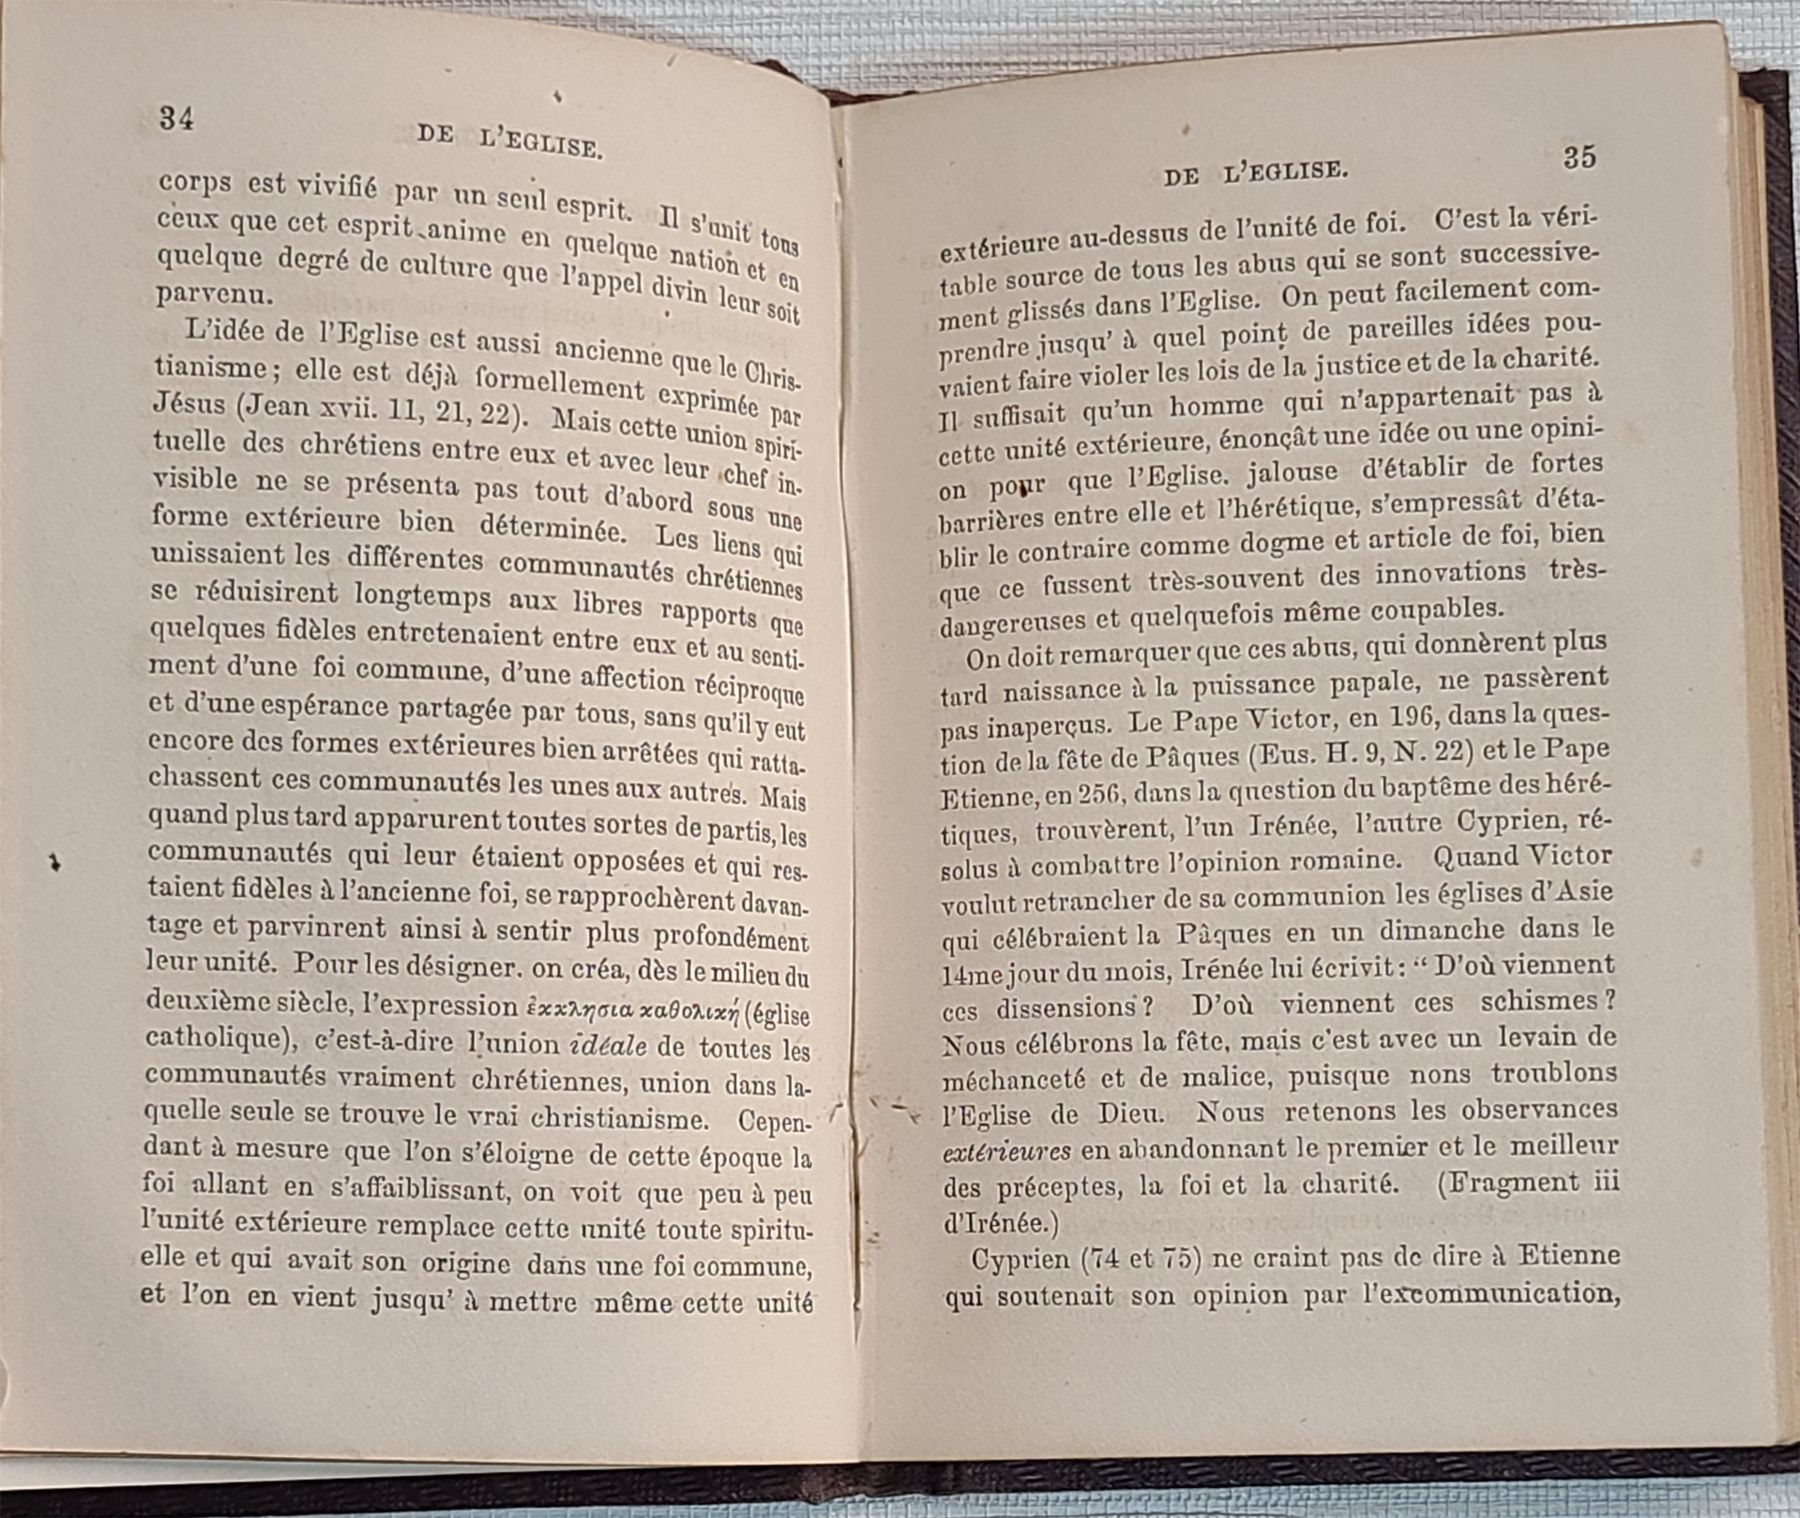 34
DE L'EGLISE.
corps est vivifié par un seul esprit. Il s'unit tous
ceux que cet esprit anime en quelque nation et en
quelque degré de culture que l'appel divin leur soit
parvenu.
L'idée de l'Eglise est aussi ancienne que le Chris-
tianisme; elle est déjà formellement exprimée par
Jésus (Jean xvii. 11, 21, 22). Mais cette union spiri-
tuelle des chrétiens entre eux et avec leur chef in-
visible ne se présenta pas tout d'abord sous une
forme extérieure bien déterminée. Les liens qui
unissaient les différentes communautés chrétiennes
se réduisirent longtemps aux libres rapports que
quelques fidèles entretenaient entre eux et au senti-
ment d'une foi commune, d'une affection réciproque
et d'une espérance partagée par tous, sans qu'il y eut
encore des formes extérieures bien arrêtées qui ratta-
chassent ces communautés les unes aux autres. Mais
quand plus tard apparurent toutes sortes de partis, les
communautés qui leur étaient opposées et qui res-
taient fidèles à l'ancienne foi, se rapprochèrent davan-
tage et parvinrent ainsi à sentir plus profondément
leur unité. Pour les désigner. on créa, dès le milieu du
deuxième siècle, l'expression ἐκκλησια καθολικἡ (église
catholique), c'est-à-dire l'union idéale de toutes les
communautés vraiment chrétiennes, union dans la-
quelle seule se trouve le vrai christianisme. Cepen-
dant à mesure que l'on s'éloigne de cette époque la
foi allant en s'affaiblissant, on voit que peu à peu
l'unité extérieure remplace cette unité toute spiritu-
elle et qui avait son origine dans une foi commune,
et l'on en vient jusqu' à mettre même cette unité
35
DE L'EGLISE.
extérieure au-dessus de l'unité de foi. C'est la véri-
table source de tous les abus qui se sont successive-
ment glissés dans l'Eglise. On peut facilement com-
prendre jusqu' à quel point de pareilles idées pou-
vaient faire violer les lois de la justice et de la charité.
Il suffisait qu'un homme qui n'appartenait pas à
cette unité extérieure, énonçât une idée ou une opini-
on pour que l'Eglise. jalouse d'établir de fortes
barrières entre elle et l'hérétique, s'empressât d'éta-
blir le contraire comme dogme et article de foi, bien
que ce fussent très-souvent des innovations très-
dangereuses et quelquefois même coupables.
On doit remarquer que ces abus, qui donnèrent plus
tard naissance à la puissance papale, ne passèrent
pas inaperçus. Le Pape Victor, en 196, dans la ques-
tion de la fête de Pâques (Eus. H. 9, N. 22) et le Pape
Etienne, en 256, dans la question du baptême des héré-
tiques, trouvèrent, l'un Irénée, l'autre Cyprien, ré-
solus à combattre l'opinion romaine. Quand Victor
voulut retrancher de sa communion les églises d'Asie
qui célébraient la Pâques en un dimanche dans le
14me jour du mois, Irénée lui écrivit: “ D'où viennent
ces dissensions? D'où viennent ces schismes?
Nous célébrons la fête, mais c'est avec un levain de
méchanceté et de malice, puisque nons troublons
l'Eglise de Dieu. Nous retenons les observances
extérieures en abandonnant le premier et le meilleur
des préceptes, la foi et la charité. (Fragment iii
d'Irénée.)
Cyprien (74 et 75) ne craint pas de dire à Etienne
qui soutenait son opinion par l'excommunication,